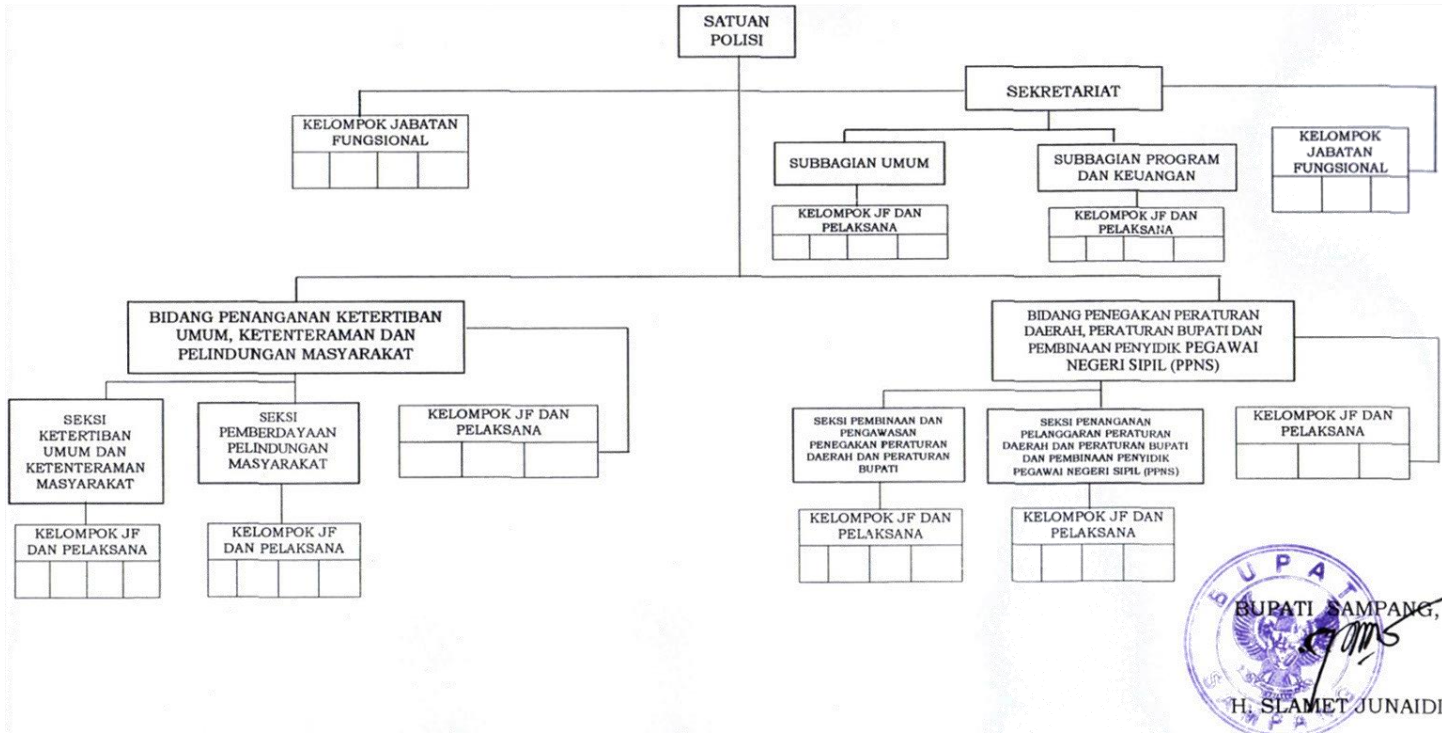 SATUAN
POLISI
SEKRETARIAT
KELOMPOK JABATAN
FUNGSIONAL
SUBBAGIAN UMUM
SUBBAGIAN PROGRAM
DAN KEUANGAN
KELOMPOK
JABATAN
FUNGSIONAL
KELOMPOK JF DAN
PELAKSANA
KELOMPOK JF DAN
PELAKSANA
BIDANG PENANGANAN KETERTIBAN
UMUM, KETENTERAMAN DAN
PELINDUNGAN MASYARAKAT
BIDANG PENEGAKAN PERATURAN
DAERAH, PERATURAN BUPATI DAN
PEMBINAAN PENYIDIK PEGAWAI
NEGERI SIPIL (PPNS)
SEKSI
KETERTIBAN
UMUM DAN
KETENTERAMAN
MASYARAKAT
SEKSI
PEMBERDAYAAN
PELINDUNGAN
MASYARAKAT
KELOMPOK JF DAN
PELAKSANA
SEKSI PEMBINAAN DAN
PENGAWASAN
PENEGAKAN PERATURAN
DAERAH DAN PERATURAN
BUPATI
SEKSI PENANGANAN
PELANGGARAN PERATURAN
DAERAH DAN PERATURAN BUPATI
DAN PEMBINAAN PENYIDIK
PEGAWAI NEGERI SIPIL (PPNS)
KELOMPOK JF DAN
PELAKSANA
KELOMPOK JF
DAN PELAKSANA
KELOMPOK JF
DAN PELAKSANA
KELOMPOK JF DAN
PELAKSANA
KELOMPOK JF DAN
PELAKSANA
BUPATI
BUPATI SAMPANG,
H. SLAMET JUNAIDI
SAMPANG